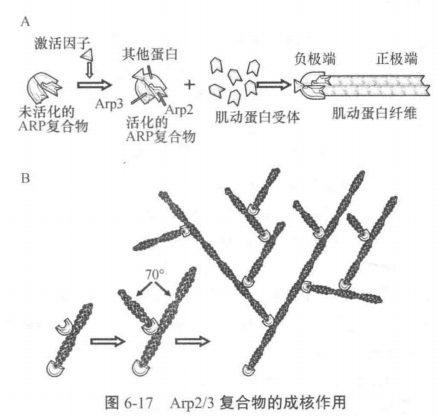 A
激活因子
其他蛋白
负极端 正极端
Arp3 Arp2 +
未活化的
ARP复合物
活化的
ARP复合物
肌动蛋白受体
肌动蛋白纤维
B
70°
图 6-17 Arp2/3 复合物的成核作用